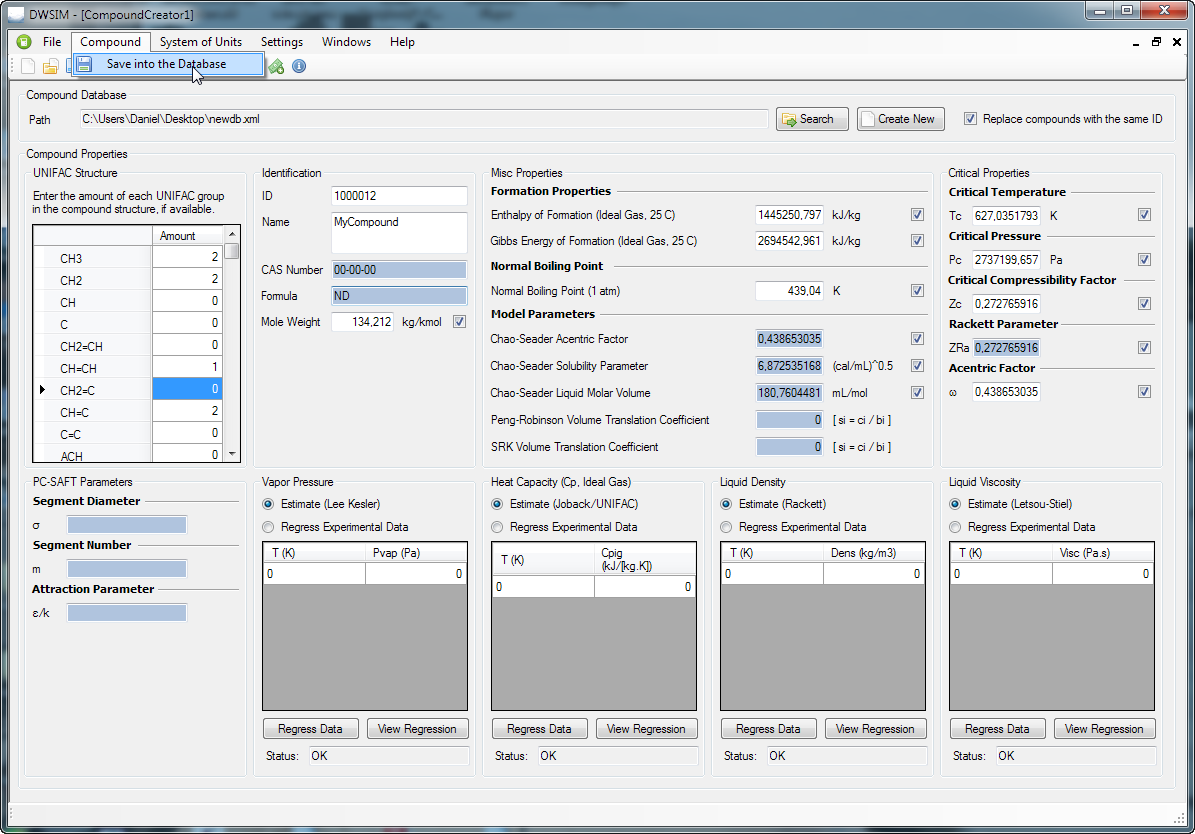 DWSIM - [CompoundCreator1]
File Compound System of Units Settings Windows Help
Save into the Database
Compound Database
Path C:\Users\Daniel\Desktop\newdb.xml Search Create New Replace compounds with the same ID
Compound Properties
UNIFAC Structure
Enter the amount of each UNIFAC group
in the compound structure, if available.
Amount
CH3 2
CH2 2
CH 0
C 0
CH2=CH 0
CH=CH 1
CH2=C 0
CH=C 2
C=C 0
ACH 0
Identification
ID 1000012
Name MyCompound
CAS Number 00-00-00
Formula ND
Mole Weight 134,212 kg/kmol
Misc Properties
Formation Properties
Enthalpy of Formation (Ideal Gas, 25 C) 1445250,797 kJ/kg
Gibbs Energy of Formation (Ideal Gas, 25 C) 2694542,961 kJ/kg
Normal Boiling Point
Normal Boiling Point (1 atm) 439,04 K
Model Parameters
Chao-Seader Acentric Factor 0,438653035
Chao-Seader Solubility Parameter 6,872535168 (cal/mL)^0.5
Chao-Seader Liquid Molar Volume 180,7604481 mL/mol
Peng-Robinson Volume Translation Coefficient 0 [ si = ci / bi ]
SRK Volume Translation Coefficient 0 [ si = ci / bi ]
Critical Properties
Critical Temperature
Tc 627,0351793 K
Critical Pressure
Pc 2737199,657 Pa
Critical Compressibility Factor
Zc 0,272765916
Rackett Parameter
ZRa 0,272765916
Acentric Factor
ω 0,438653035
PC-SAFT Parameters
Segment Diameter
σ
Segment Number
m
Attraction Parameter
ε/k
Vapor Pressure
Estimate (Lee Kesler)
Regress Experimental Data
T (K) Pvap (Pa)
0 0
Regress Data View Regression
Status: OK
Heat Capacity (Cp, Ideal Gas)
Estimate (Joback/UNIFAC)
Regress Experimental Data
T (K) Cpig
(kJ/[kg.K])
0 0
Regress Data View Regression
Status: OK
Liquid Density
Estimate (Rackett)
Regress Experimental Data
T (K) Dens (kg/m3)
0 0
Regress Data View Regression
Status: OK
Liquid Viscosity
Estimate (Letsou-Stiel)
Regress Experimental Data
T (K) Visc (Pa.s)
0 0
Regress Data View Regression
Status: OK